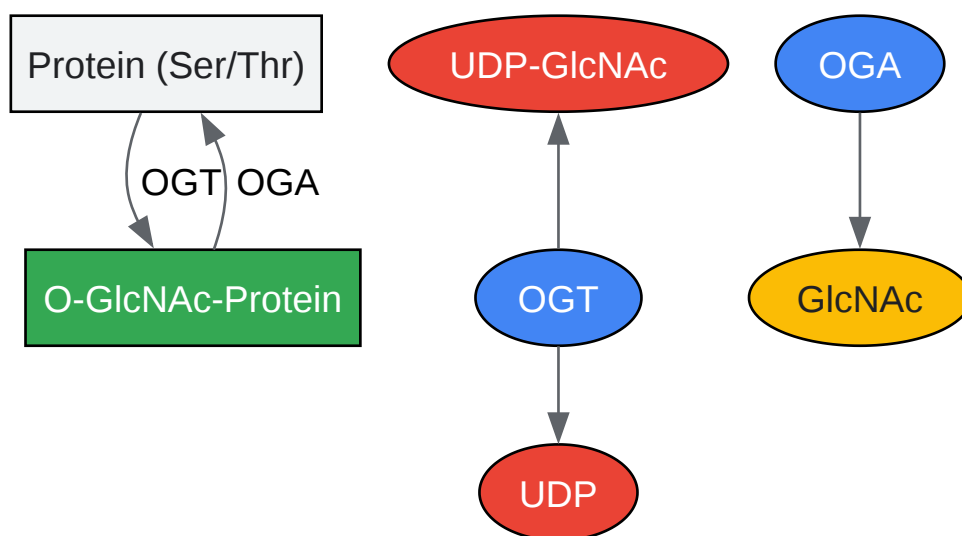 Protein (Ser/Thr)
UDP-GlcNAc
OGA
OGT
OGA
O-GlcNAc-Protein
OGT
GlcNAc
UDP